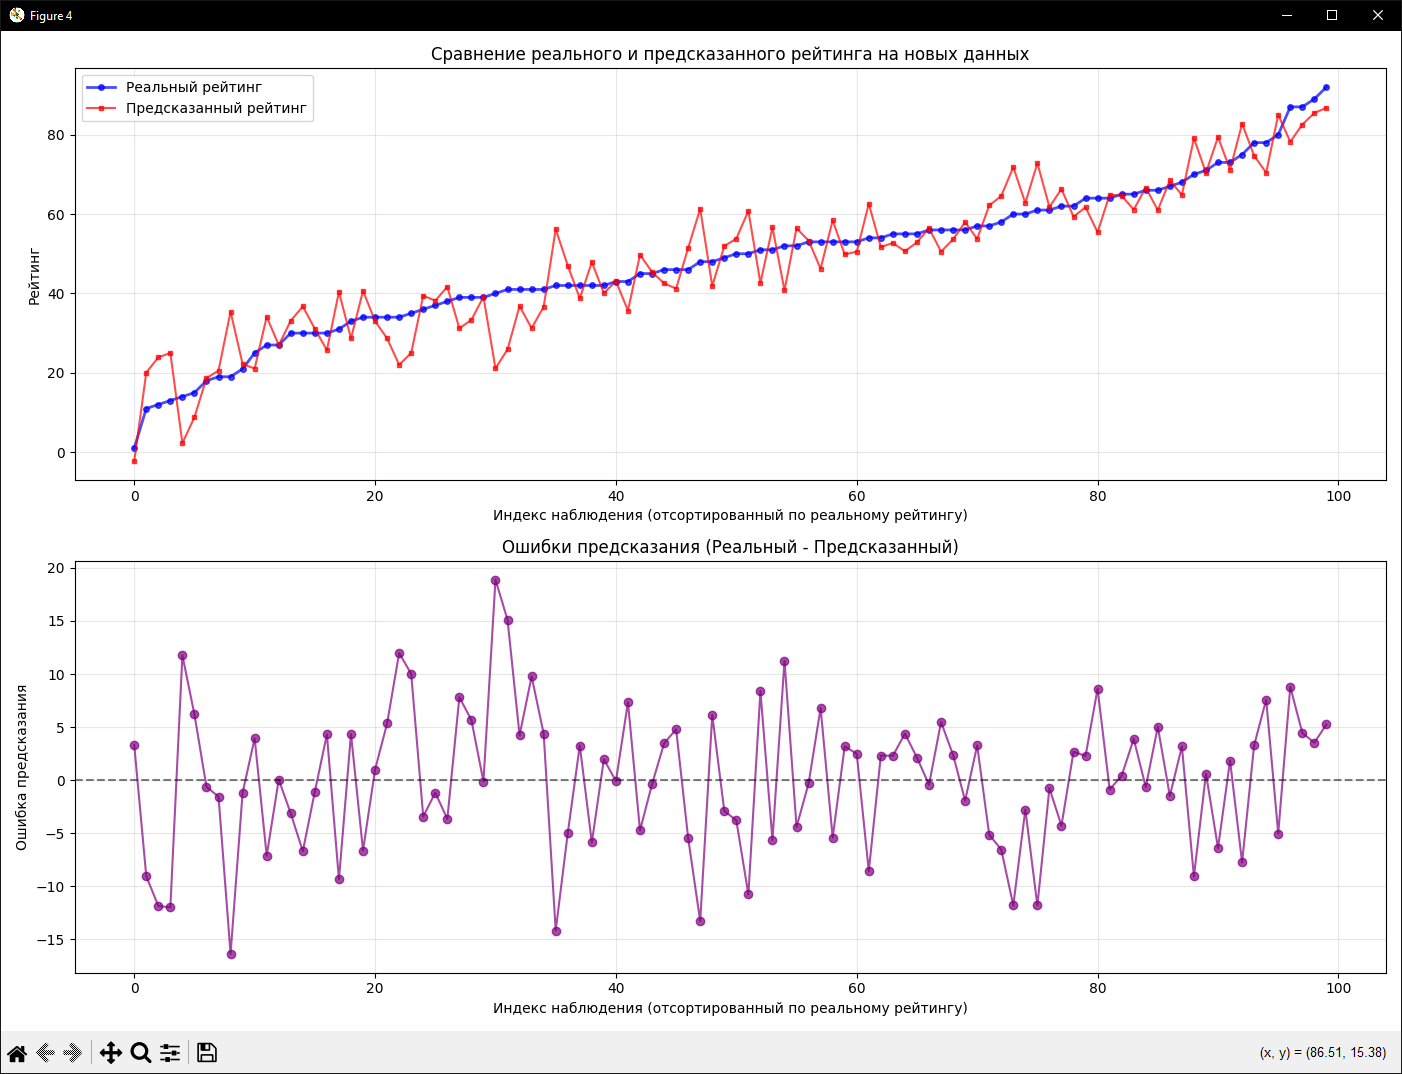 Figure 4
Сравнение реального и предсказанного рейтинга на новых данных
Реальный рейтинг
Предсказанный рейтинг
Рейтинг
80
60
40
20
0
0 20 40 60 80 100
Индекс наблюдения (отсортированный по реальному рейтингу)
Ошибки предсказания (Реальный - Предсказанный)
Ошибка предсказания
20
15
10
5
0
−5
−10
−15
0 20 40 60 80 100
Индекс наблюдения (отсортированный по реальному рейтингу)
(x, y) = (86.51, 15.38)